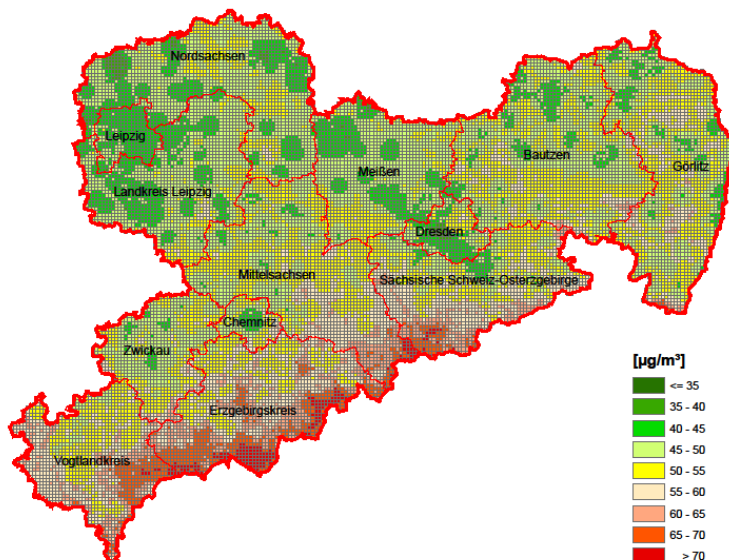 Nordsachsen
Leipzig
Landkreis Leipzig
Meißen
Bautzen
Görlitz
Dresden
Mittelsachsen
Sächsische Schweiz-Osterzgebirge
Chemnitz
Zwickau
Erzgebirgskreis
Vogtlandkreis
[µg/m³]
<= 35
35 - 40
40 - 45
45 - 50
50 - 55
55 - 60
60 - 65
65 - 70
> 70